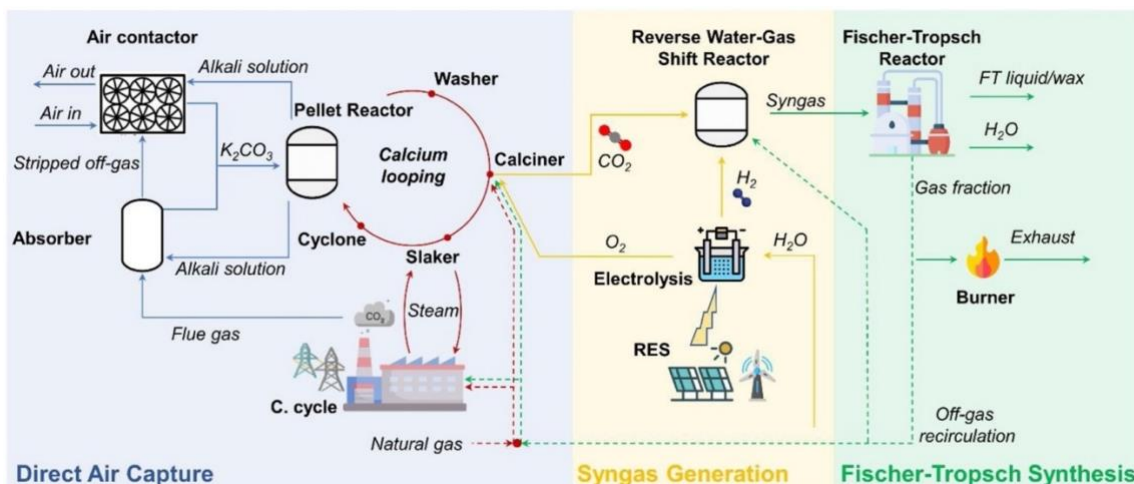 Air contactor
Air out
Air in
Alkali solution
Pellet Reactor
Stripped off-gas
K2CO3
Absorber
Alkali solution
Flue gas
Washer
Calcium
looping
Calciner
Cyclone
Slaker
Steam
CO2
C. cycle
Natural gas
Direct Air Capture
Reverse Water-Gas
Shift Reactor
Syngas
CO2
H2
O2
H2O
Electrolysis
RES
Syngas Generation
Fischer-Tropsch
Reactor
FT liquid/wax
H2O
Gas fraction
Exhaust
Burner
Off-gas
recirculation
Fischer-Tropsch Synthesis